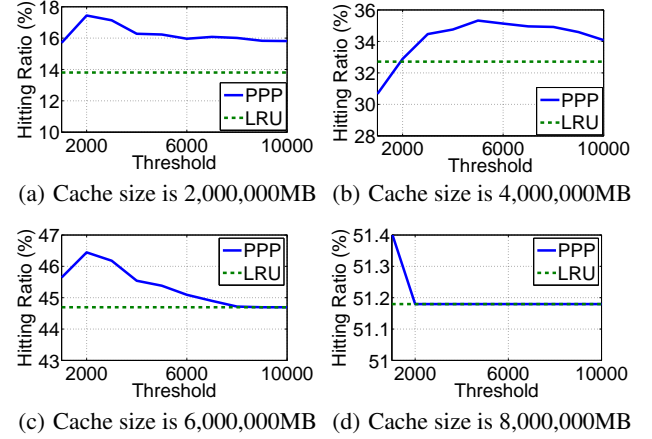 18
16
14
12
10
Hitting Ratio (%)
PPP
LRU
2000 6000 10000
Threshold
(a) Cache size is 2,000,000MB
36
34
32
30
28
Hitting Ratio (%)
PPP
LRU
2000 6000 10000
Threshold
(b) Cache size is 4,000,000MB
47
46
45
44
43
Hitting Ratio (%)
PPP
LRU
2000 6000 10000
Threshold
(c) Cache size is 6,000,000MB
51.4
51.3
51.2
51.1
51
Hitting Ratio (%)
PPP
LRU
2000 6000 10000
Threshold
(d) Cache size is 8,000,000MB